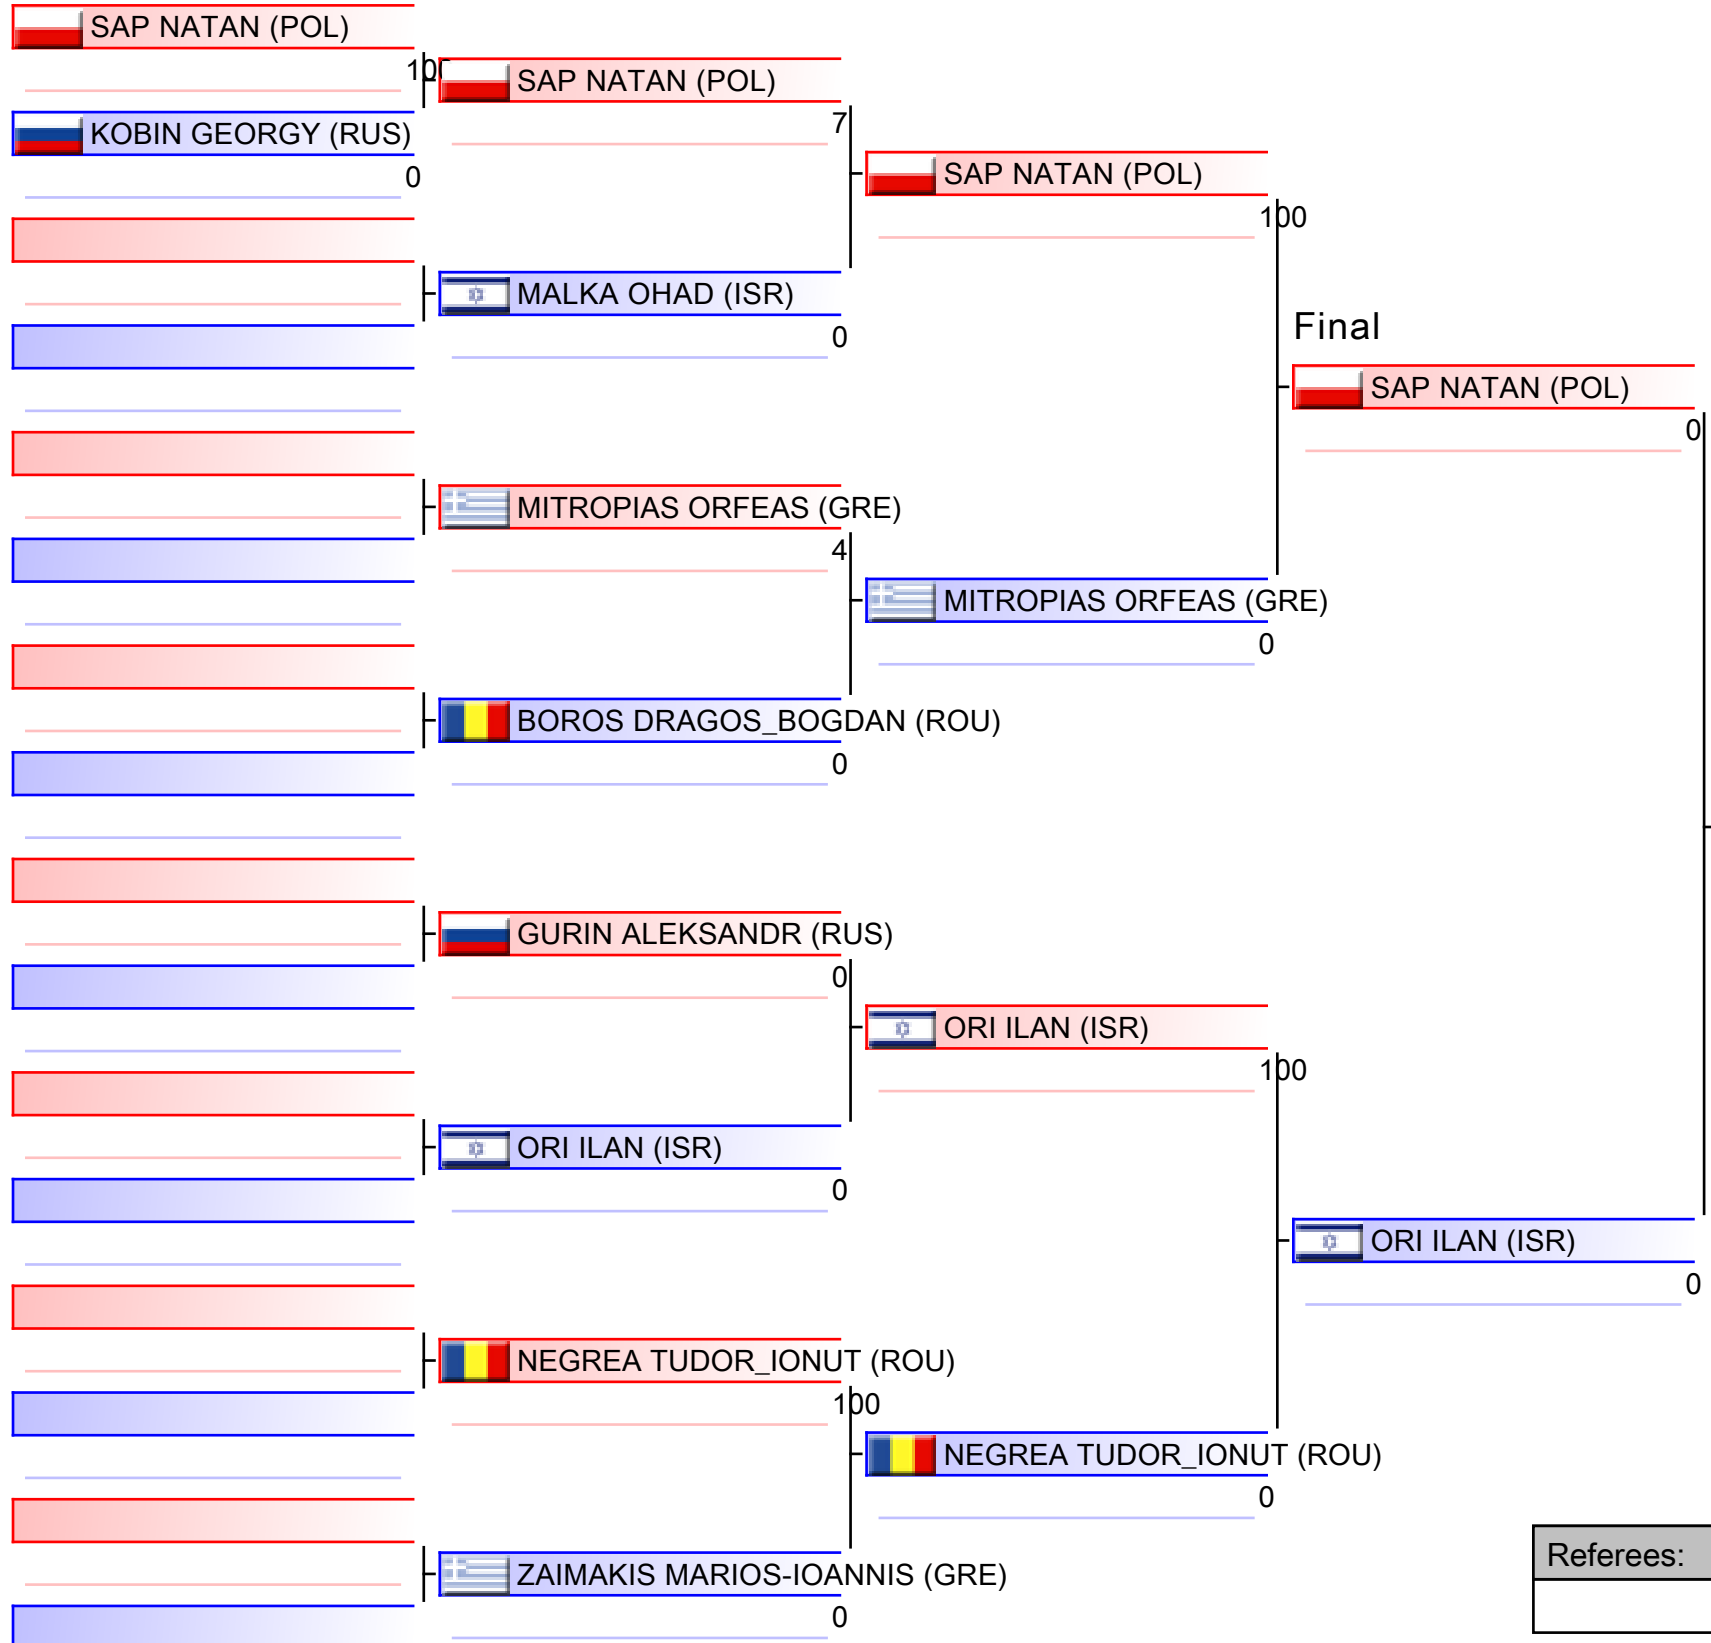 SAP NATAN (POL)
100
KOBIN GEORGY (RUS)
0
SAP NATAN (POL)
7
MALKA OHAD (ISR)
0
MITROPIAS ORFEAS (GRE)
4
BOROS DRAGOS_BOGDAN (ROU)
0
GURIN ALEKSANDR (RUS)
0
ORI ILAN (ISR)
0
NEGREA TUDOR_IONUT (ROU)
100
ZAIMAKIS MARIOS-IOANNIS (GRE)
0
SAP NATAN (POL)
100
MITROPIAS ORFEAS (GRE)
0
ORI ILAN (ISR)
100
NEGREA TUDOR_IONUT (ROU)
0
Final
SAP NATAN (POL)
0
ORI ILAN (ISR)
0
Referees: